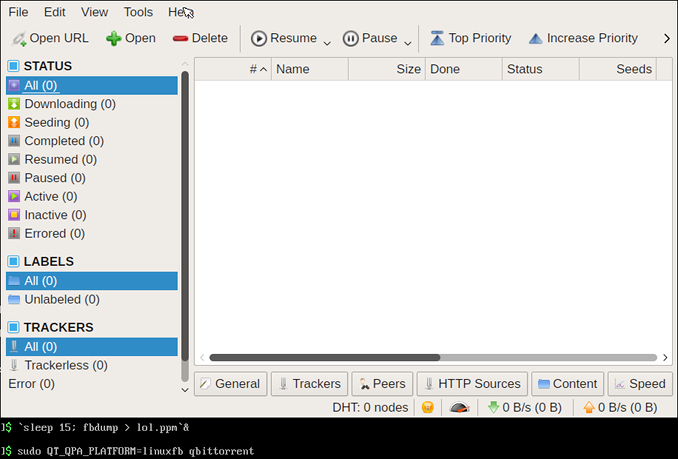 File Edit View Tools Help
Open URL Open Delete Resume Pause Top Priority Increase Priority
STATUS
All (0)
Downloading (0)
Seeding (0)
Completed (0)
Resumed (0)
Paused (0)
Active (0)
Inactive (0)
Errored (0)
LABELS
All (0)
Unlabeled (0)
TRACKERS
All (0)
Trackerless (0)
Error (0)
# Name Size Done Status Seeds
General Trackers Peers HTTP Sources Content Speed
DHT: 0 nodes 0 B/s (0 B) 0 B/s (0 B)
]$ `sleep 15; fbdump > lol.ppm`&
]$ sudo QT_QPA_PLATFORM=linuxfb qbittorrent